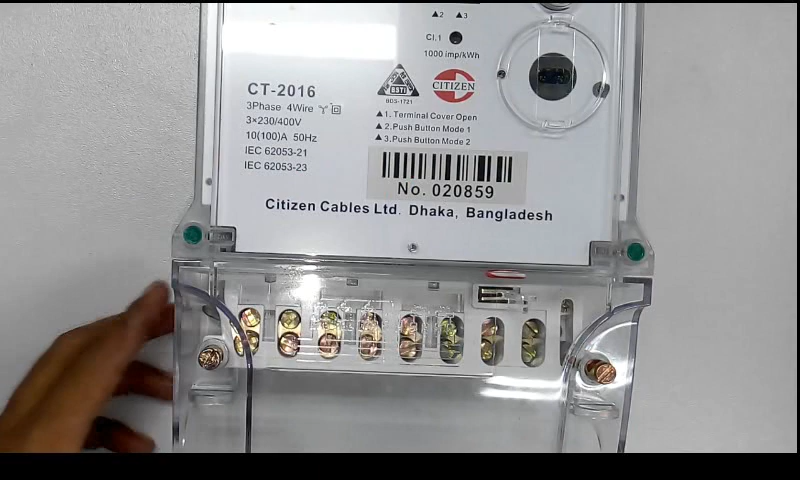 ▲2 ▲3
Cl.1
1000 imp/kWh
CT-2016
3Phase 4Wire
3×230/400V
10(100)A 50Hz
IEC 62053-21
IEC 62053-23
BSTI
BDS-1721
CITIZEN
▲1. Terminal Cover Open
▲2. Push Button Mode 1
▲3. Push Button Mode 2
No. 020859
Citizen Cables Ltd. Dhaka, Bangladesh